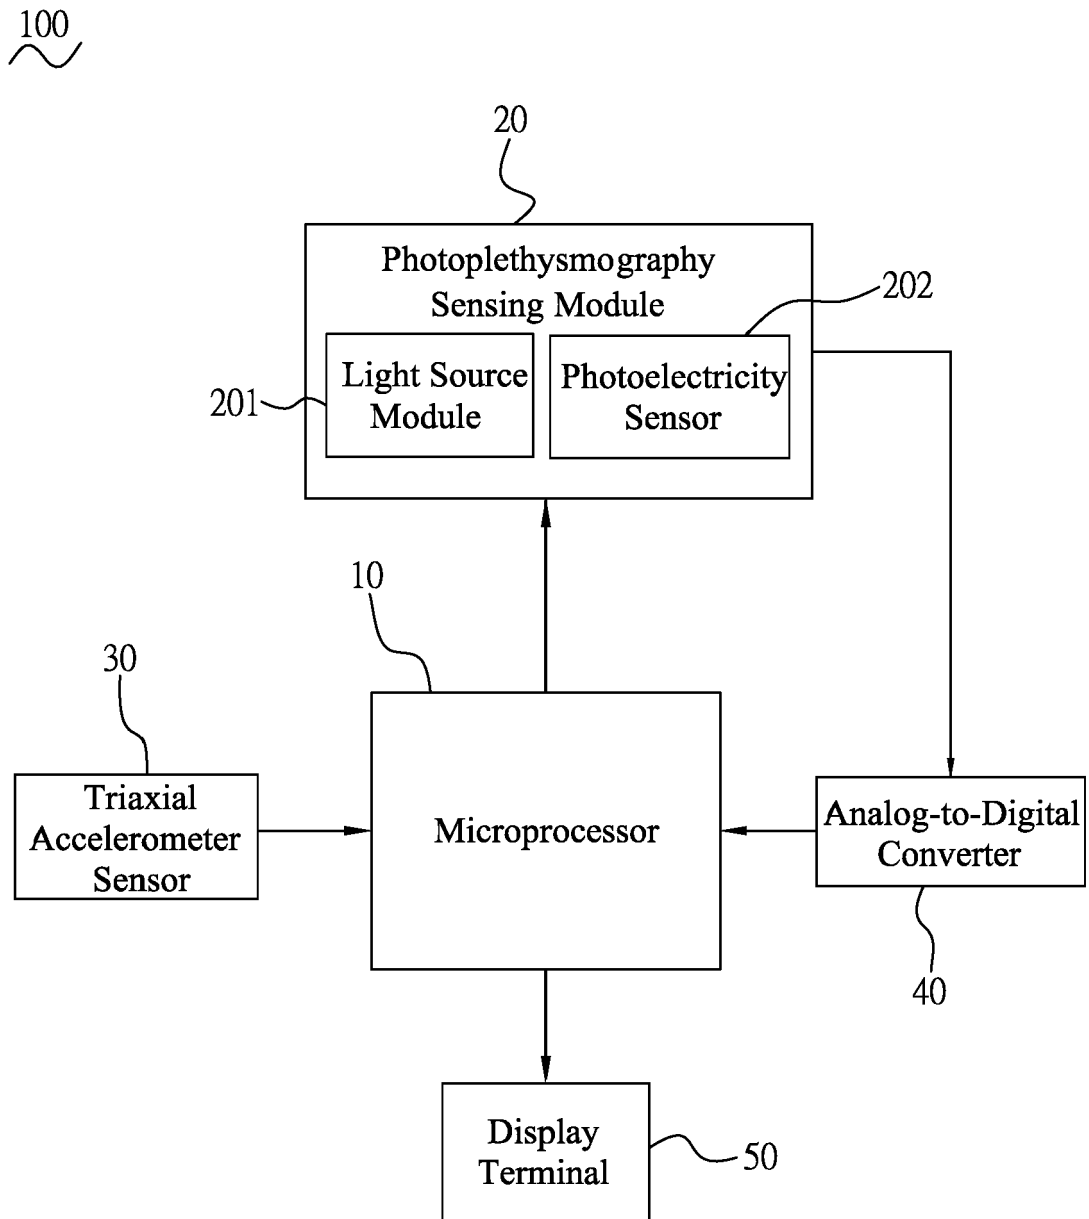 100
20
Photoplethysmography
Sensing Module
202
201
Light Source
Module
Photoelectricity
Sensor
10
30
Triaxial
Accelerometer
Sensor
Microprocessor
Analog-to-Digital
Converter
40
Display
Terminal
50